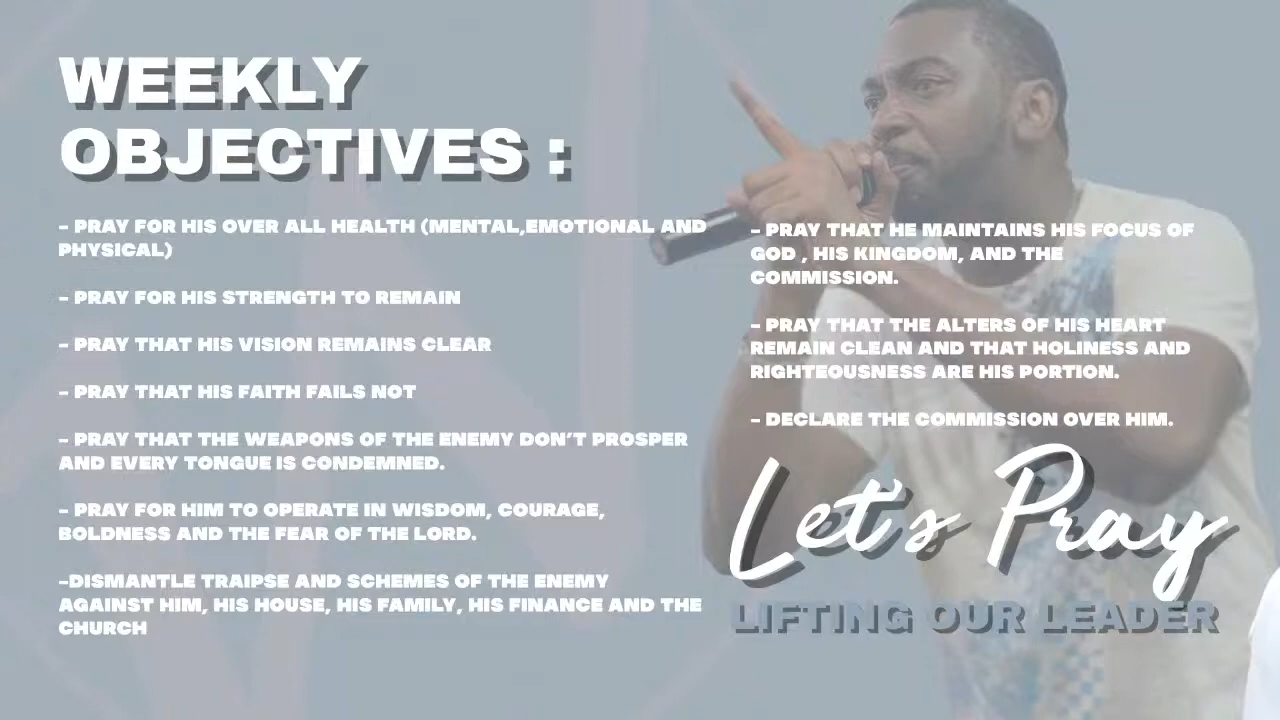 WEEKLY
OBJECTIVES :
- PRAY FOR HIS OVER ALL HEALTH (MENTAL,EMOTIONAL AND
PHYSICAL)
- PRAY FOR HIS STRENGTH TO REMAIN
- PRAY THAT HIS VISION REMAINS CLEAR
- PRAY THAT HIS FAITH FAILS NOT
- PRAY THAT THE WEAPONS OF THE ENEMY DON'T PROSPER
AND EVERY TONGUE IS CONDEMNED.
- PRAY FOR HIM TO OPERATE IN WISDOM, COURAGE,
BOLDNESS AND THE FEAR OF THE LORD.
-DISMANTLE TRAIPSE AND SCHEMES OF THE ENEMY
AGAINST HIM, HIS HOUSE, HIS FAMILY, HIS FINANCE AND THE
CHURCH
- PRAY THAT HE MAINTAINS HIS FOCUS OF
GOD , HIS KINGDOM, AND THE
COMMISSION.
- PRAY THAT THE ALTERS OF HIS HEART
REMAIN CLEAN AND THAT HOLINESS AND
RIGHTEOUSNESS ARE HIS PORTION.
- DECLARE THE COMMISSION OVER HIM.
Let's Pray
LIFTING OUR LEADER